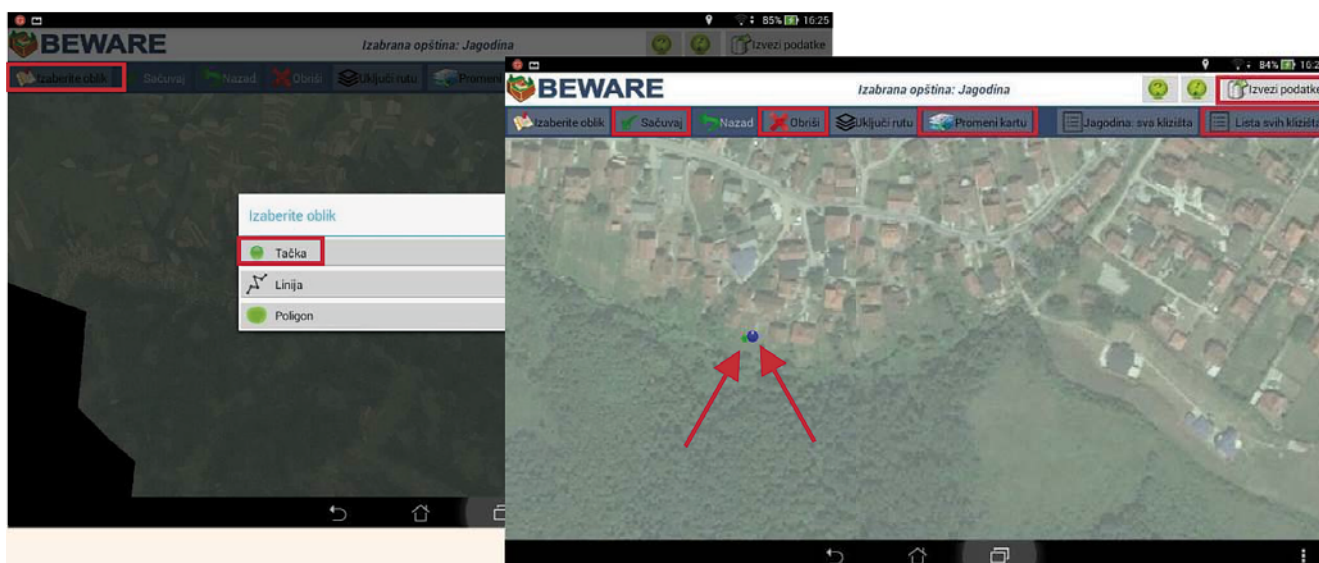 85% 16:25
BEWARE
Izabrana opština: Jagodina
Izvezi podatke
Izaberite oblik Sačuvaj Nazad Obriši Uključi rutu Promeni
Izaberite oblik
Tačka
Linija
Poligon
84%
BEWARE
Izabrana opština: Jagodina
Izvezi podatke
Izaberite oblik Sačuvaj Nazad Obriši Uključi rutu Promeni kartu Jagodina: sva klizišta Lista svih klizišta